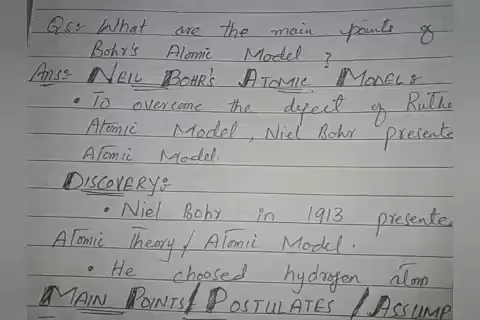 Qs:- What are the main points of
Bohr's Atomic Model?
Ans:- NEIL BOHR'S ATOMIC MODEL:
• To overcome the defect of Ruthe
Atomic Model, Niel Bohr presente
Atomic Model.
DISCOVERY:-
• Niel Bohr in 1913 presente
Atomic Theory / Atomic Model.
• He choosed hydrogen atom
MAIN POINTS / POSTULATES / ASSUMP